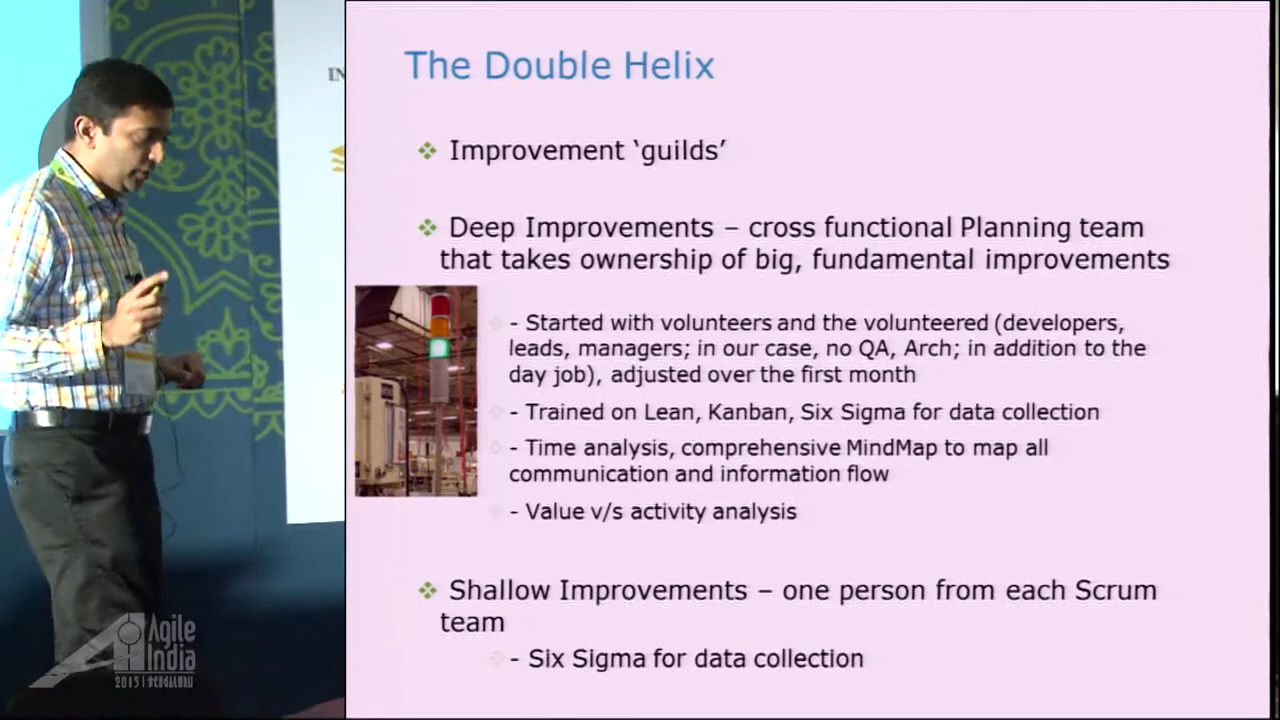 The Double Helix
Improvement ‘guilds’
Deep Improvements – cross functional Planning team
that takes ownership of big, fundamental improvements
- Started with volunteers and the volunteered (developers,
leads, managers; in our case, no QA, Arch; in addition to the
day job), adjusted over the first month
- Trained on Lean, Kanban, Six Sigma for data collection
- Time analysis, comprehensive MindMap to map all
communication and information flow
- Value v/s activity analysis
Shallow Improvements – one person from each Scrum
team
- Six Sigma for data collection
Agile
India
2015 | BENGALURU
IN